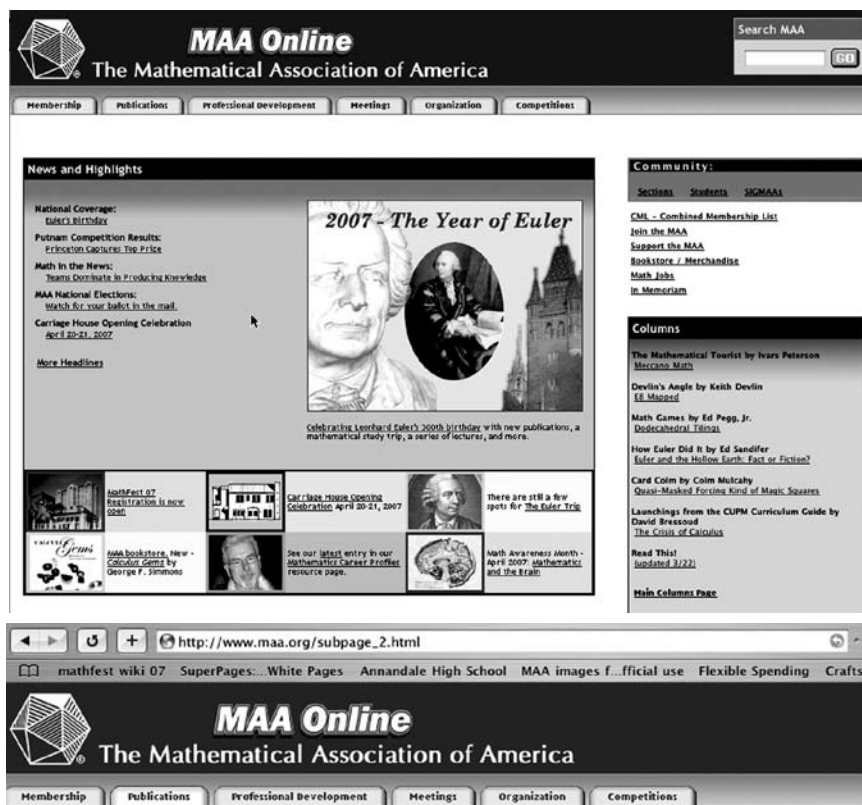 MAA Online
The Mathematical Association of America
Search MAA
GO
Membership
Publications
Professional Development
Meetings
Organization
Competitions
News and Highlights
National Coverage:
Euler's Birthday
Putnam Competition Results:
Princeton Captures Top Prize
Math in the News:
Teams Dominate in Producing Knowledge
MAA National Elections:
Watch for your ballot in the mail.
Carriage House Opening Celebration
April 20-21, 2007
More Headlines
2007 - The Year of Euler
Celebrating Leonhard Euler's 300th birthday with new publications, a
mathematical study trip, a series of lectures, and more.
MathFest 07
Registration is now
open
Carriage House Opening
Celebration April 20-21, 2007
There are still a few
spots for The Euler Trip
CALCULUS
Gems
MAA bookstore. New -
Calculus Gems by
George F. Simmons
See our latest entry in our
Mathematics Career Profiles
resource page.
Math Awareness Month -
April 2007: Mathematics
and the Brain
Community:
Sections
Students
SIGMAAs
CML - Combined Membership List
Join the MAA
Support the MAA
Bookstore / Merchandise
Math Jobs
In Memoriam
Columns
The Mathematical Tourist by Ivars Peterson
Meccano Math
Devlin's Angle by Keith Devlin
E8 Mapped
Math Games by Ed Pegg, Jr.
Dodecahedral Tilings
How Euler Did It by Ed Sandifer
Euler and the Hollow Earth: Fact or Fiction?
Card Colm by Colm Mulcahy
Quasi-Masked Forcing Kind of Magic Squares
Launchings from the CUPM Curriculum Guide by
David Bressoud
The Crisis of Calculus
Read This!
(updated 3/22)
Main Columns Page
http://www.maa.org/subpage_2.html
mathfest wiki 07
SuperPages:...White Pages
Annandale High School
MAA images f...fficial use
Flexible Spending
Crafts
MAA Online
The Mathematical Association of America
Membership
Publications
Professional Development
Meetings
Organization
Competitions